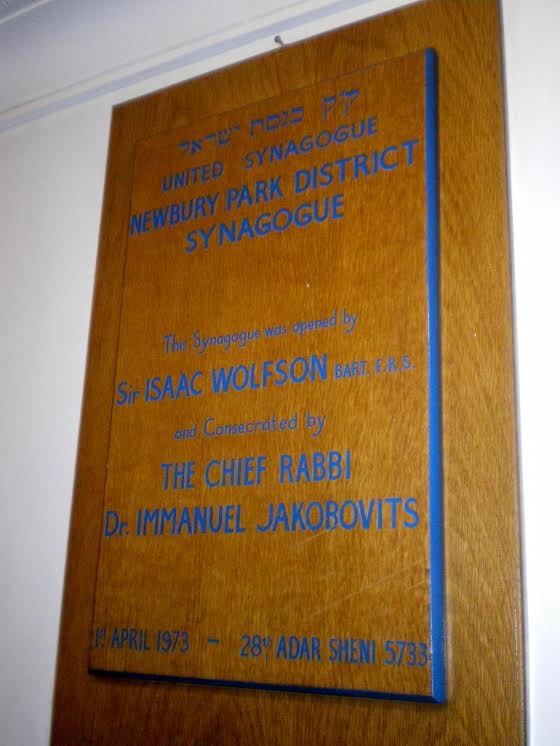 ק״ק כנסת ישראל
UNITED SYNAGOGUE
NEWBURY PARK DISTRICT
SYNAGOGUE
This Synagogue was opened by
Sir ISAAC WOLFSON BART. F.R.S.
and Consecrated by
THE CHIEF RABBI
Dr. IMMANUEL JAKOBOVITS
1st APRIL 1973 – 28th ADAR SHENI 5733